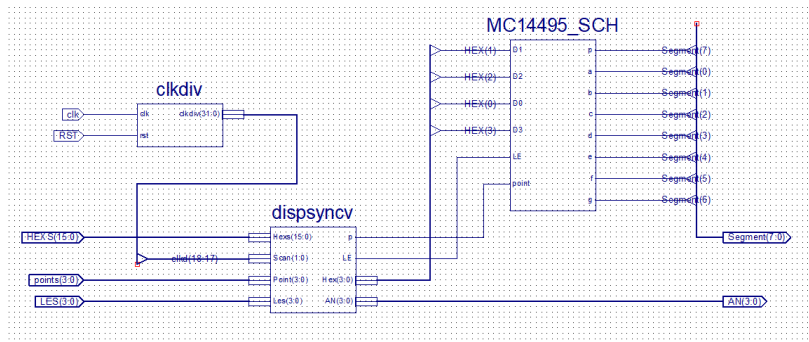 MC14495_SCH
HEX(1) D1 p Segment(7)
HEX(2) D2 a Segment(0)
b Segment(1)
HEX(0) D0 c Segment(2)
HEX(3) D3 d Segment(3)
LE e Segment(4)
f Segment(5)
point g Segment(6)
clkdiv
clk clk clkdiv(31:0)
RST rst
dispsyncv
HEXS(15:0) Hexs(15:0) p Segment(7:0)
clkd(18-17) Scan(1:0) LE
points(3:0) Point(3:0) Hex(3:0)
LES(3:0) Les(3:0) AN(3:0) AN(3:0)